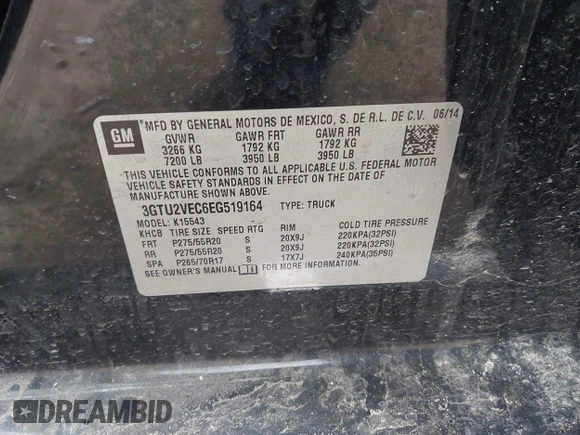 GM
MFD BY GENERAL MOTORS DE MEXICO, S. DE R.L. DE C.V. 06/14
GVWR GAWR FRT GAWR RR
3266 KG 1792 KG 1792 KG
7200 LB 3950 LB 3950 LB
THIS VEHICLE CONFORMS TO ALL APPLICABLE U.S. FEDERAL MOTOR
VEHICLE SAFETY STANDARDS IN EFFECT ON THE DATE OF
MANUFACTURE SHOWN ABOVE.
3GTU2VEC6EG519164 TYPE: TRUCK
MODEL: K15543
KHCB TIRE SIZE SPEED RTG RIM COLD TIRE PRESSURE
FRT P275/55R20 S 20X9J 220KPA(32PSI)
RR P275/55R20 S 20X9J 220KPA(32PSI)
SPA P265/70R17 S 17X7J 240KPA(35PSI)
SEE OWNER'S MANUAL FOR MORE INFORMATION.
DREAMBID